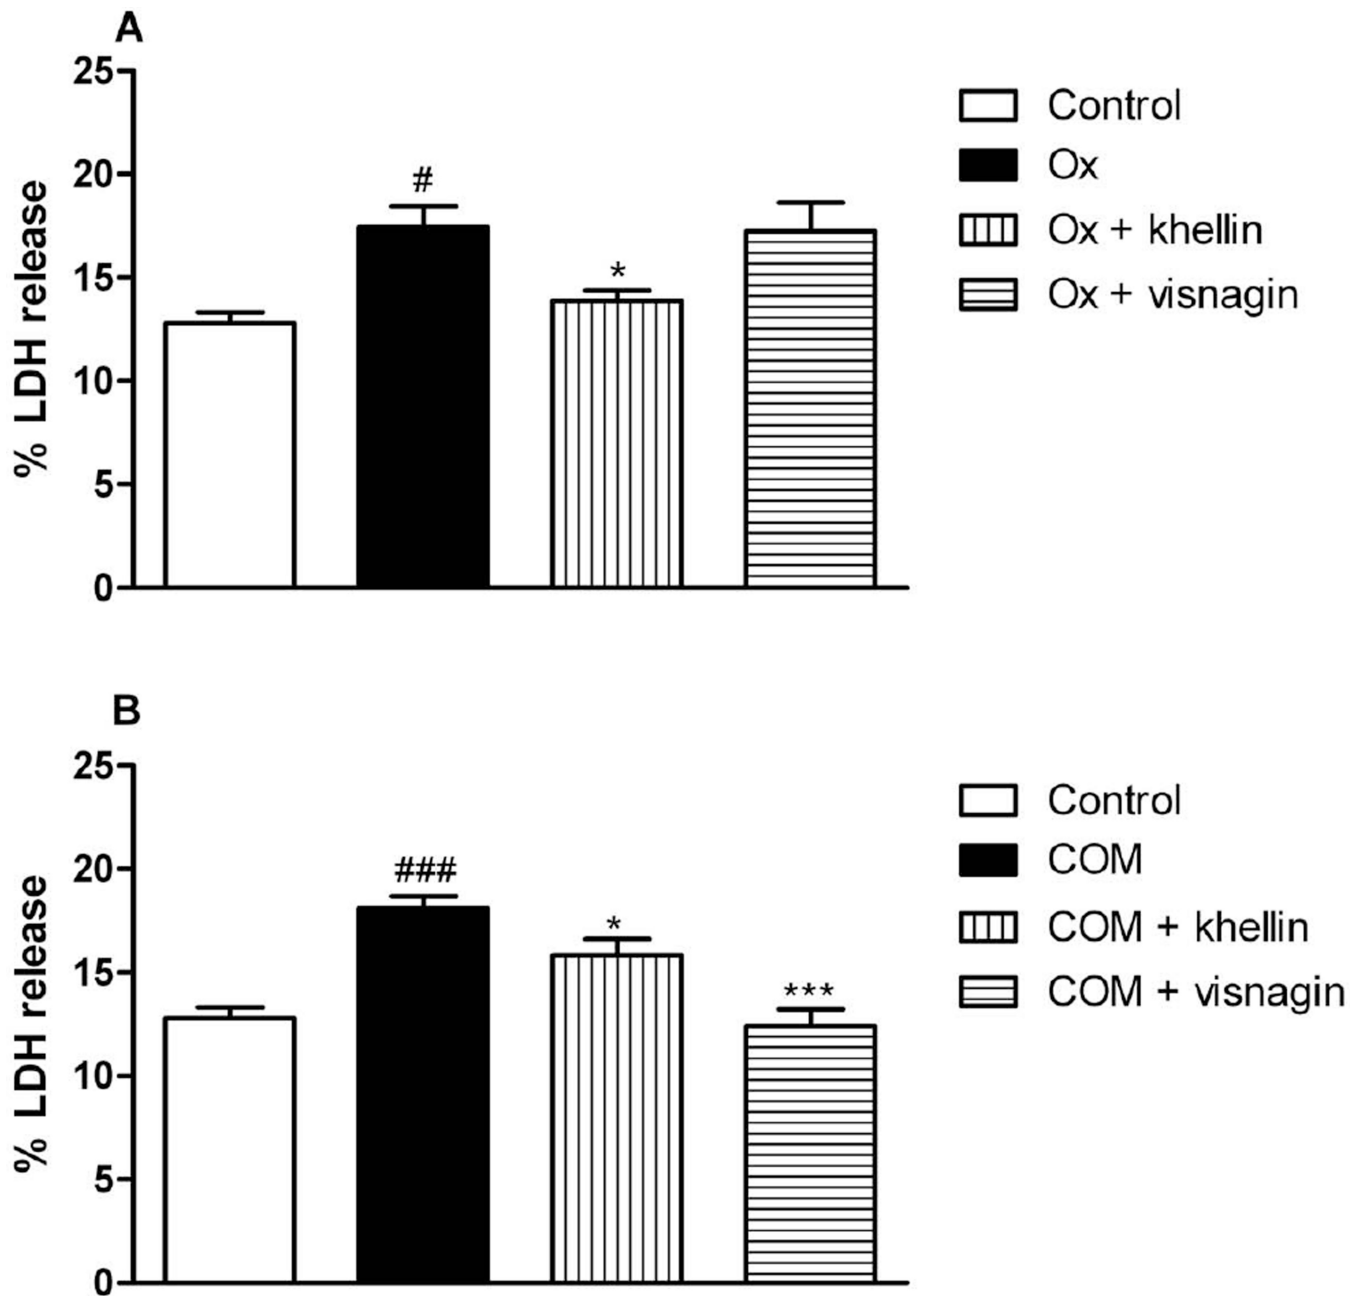 A
25
20
15
10
5
0
% LDH release
#
*
Control
Ox
Ox + khellin
Ox + visnagin
B
25
20
15
10
5
0
% LDH release
###
*
***
Control
COM
COM + khellin
COM + visnagin